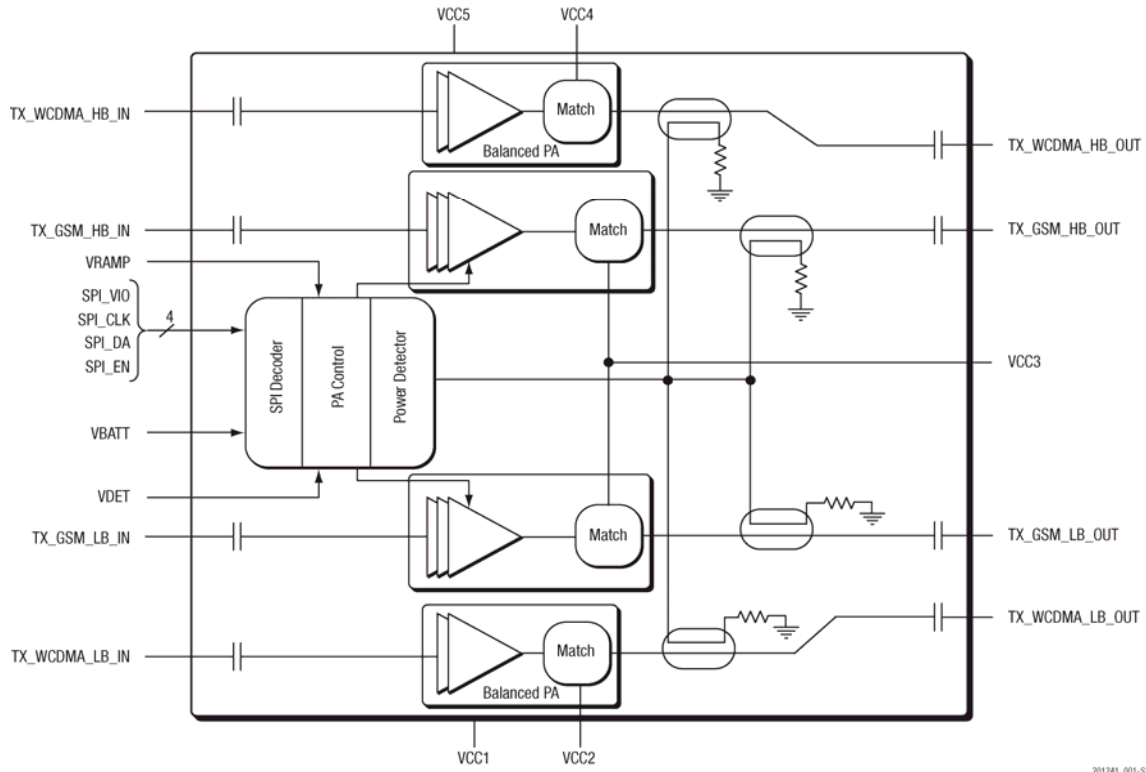 VCC5
VCC4
TX_WCDMA_HB_IN
Match
Balanced PA
TX_WCDMA_HB_OUT
TX_GSM_HB_IN
Match
TX_GSM_HB_OUT
VRAMP
SPI_VIO
SPI_CLK
SPI_DA
SPI_EN
4
SPI Decoder
PA Control
Power Detector
VCC3
VBATT
VDET
TX_GSM_LB_IN
Match
TX_GSM_LB_OUT
TX_WCDMA_LB_IN
Match
Balanced PA
TX_WCDMA_LB_OUT
VCC1
VCC2
201241_001-S